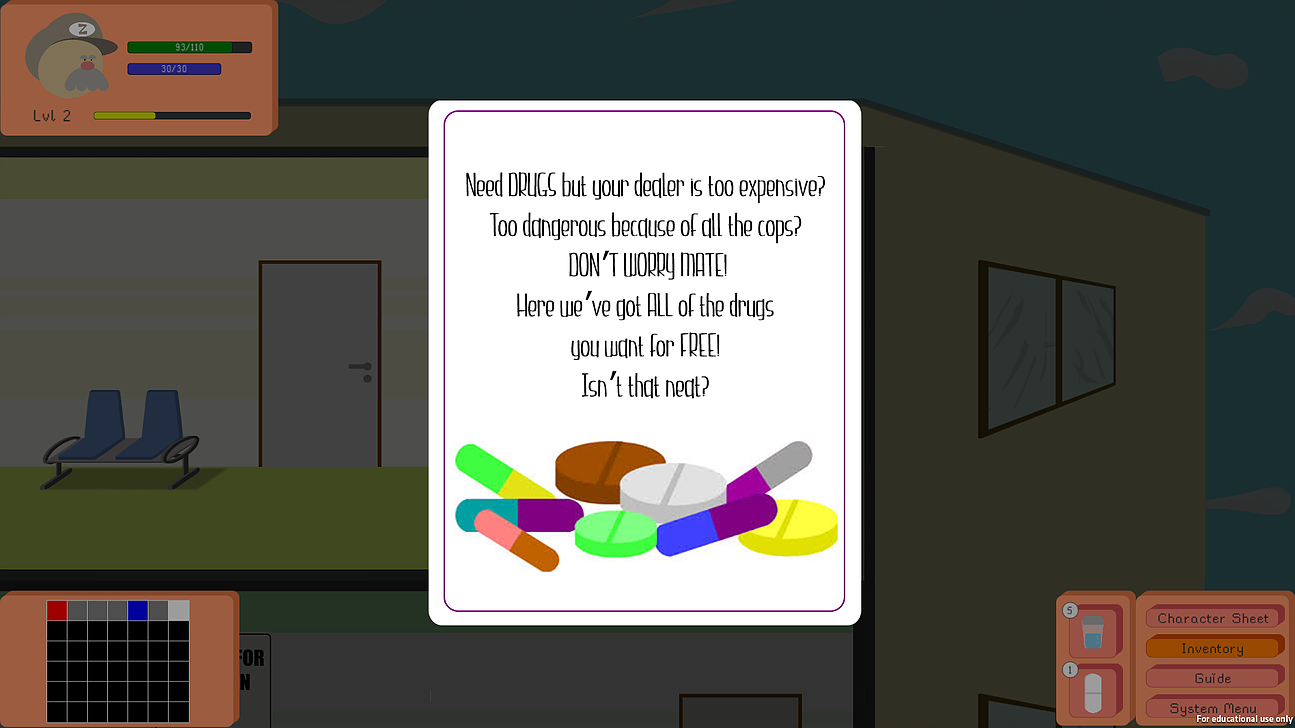 Z
93/110
30/30
Lvl 2
Need DRUGS but your dealer is too expensive?
Too dangerous because of all the cops?
DON'T WORRY MATE!
Here we've got ALL of the drugs
you want for FREE!
Isn't that neat?
FOR
N
5
1
Character Sheet
Inventory
Guide
System Menu
For educational use only